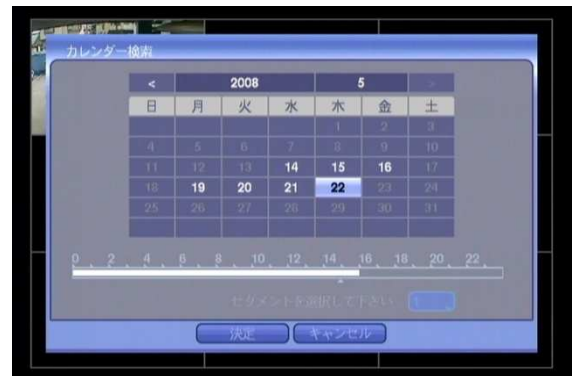 カレンダー検索
< 2008 5 >
日 月 火 水 木 金 土
1 2 3
4 5 6 7 8 9 10
11 12 13 14 15 16 17
18 19 20 21 22 23 24
25 26 27 28 29 30 31
0 2 4 6 8 10 12 14 16 18 20 22
セグメントを選択して下さい 1
決定 キャンセル